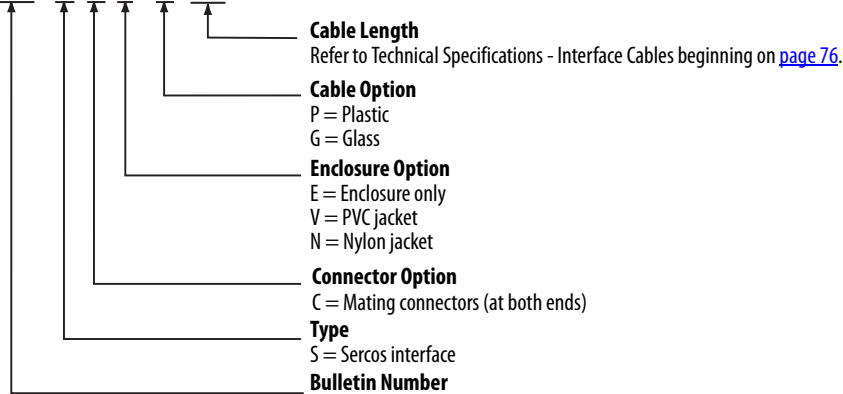 Cable Length
Refer to Technical Specifications - Interface Cables beginning on page 76.
Cable Option
P = Plastic
G = Glass
Enclosure Option
E = Enclosure only
V = PVC jacket
N = Nylon jacket
Connector Option
C = Mating connectors (at both ends)
Type
S = Sercos interface
Bulletin Number